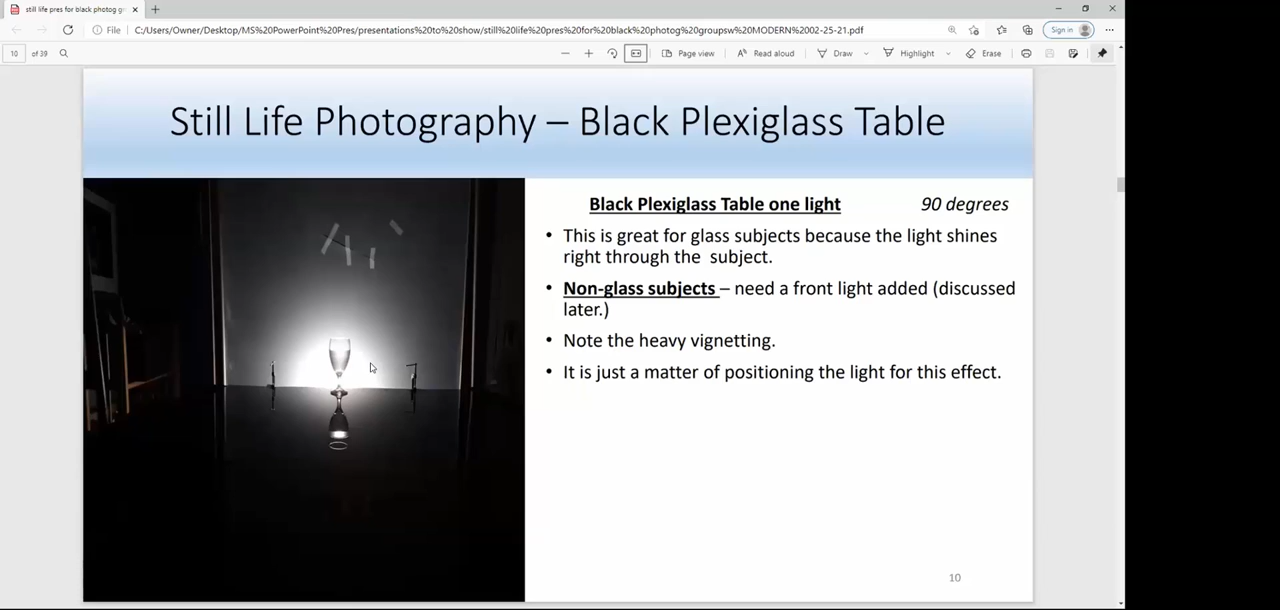 still life pres for black photog gr
File
C:/Users/Owner/Desktop/MS%20PowerPoint%20Pres/presentations%20to%20show/still%20life%20pres%20for%20black%20photog%20groupsw%20MODERN%2002-25-21.pdf
Sign in
10 of 39
Page view
Read aloud
Draw
Highlight
Erase
Still Life Photography – Black Plexiglass Table
Black Plexiglass Table one light 90 degrees
• This is great for glass subjects because the light shines
right through the subject.
• Non-glass subjects – need a front light added (discussed
later.)
• Note the heavy vignetting.
• It is just a matter of positioning the light for this effect.
10